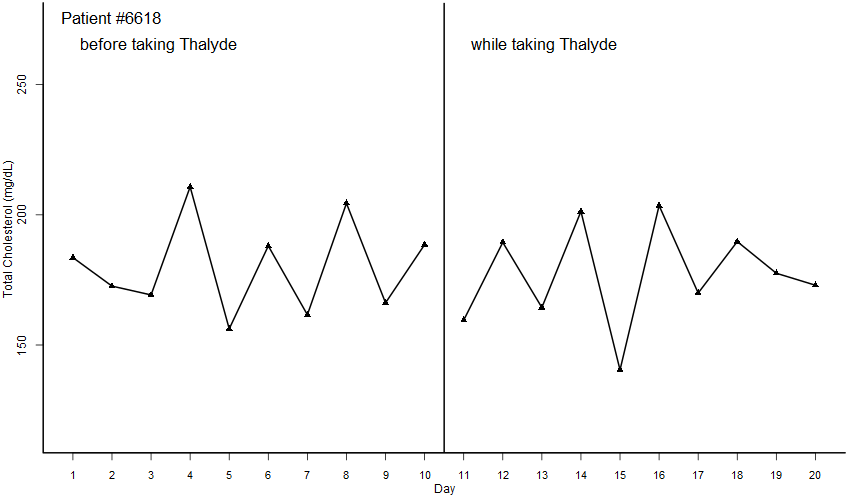 Patient #6618
before taking Thalyde
while taking Thalyde
Total Cholesterol (mg/dL)
250
200
150
1 2 3 4 5 6 7 8 9 10 11 12 13 14 15 16 17 18 19 20
Day